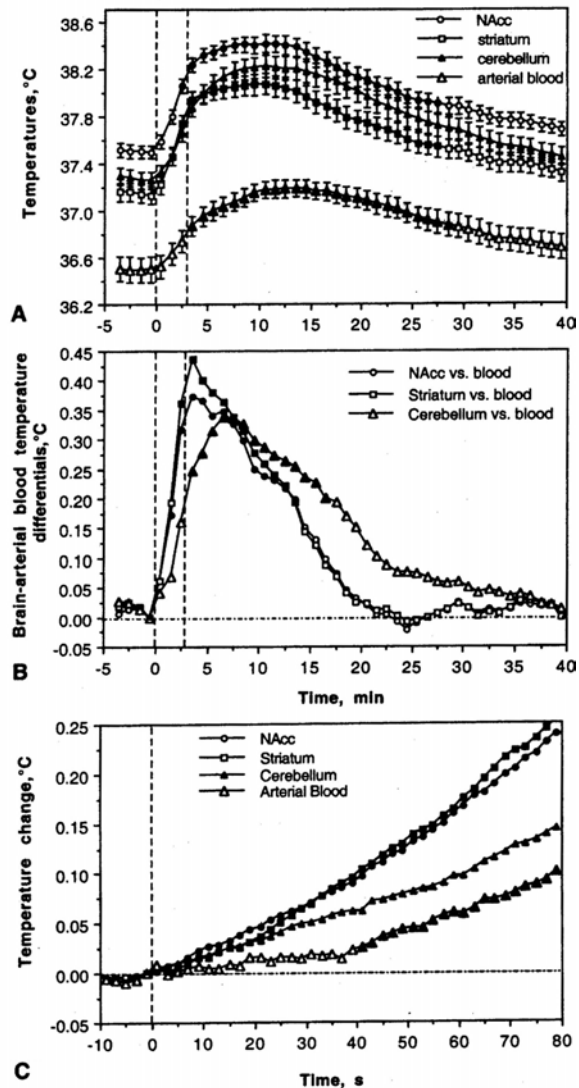 38.6
38.2
37.8
37.4
37.0
36.6
36.2
Temperatures,°C
NAcc
striatum
cerebellum
arterial blood
A
-5 0 5 10 15 20 25 30 35 40
0.45
0.40
0.35
0.30
0.25
0.20
0.15
0.10
0.05
0.00
-0.05
Brain-arterial blood temperature
differentials,°C
NAcc vs. blood
Striatum vs. blood
Cerebellum vs. blood
B
-5 0 5 10 15 20 25 30 35 40
Time, min
0.25
0.20
0.15
0.10
0.05
0.00
-0.05
Temperature change,°C
NAcc
Striatum
Cerebellum
Arterial Blood
C
-10 0 10 20 30 40 50 60 70 80
Time, s